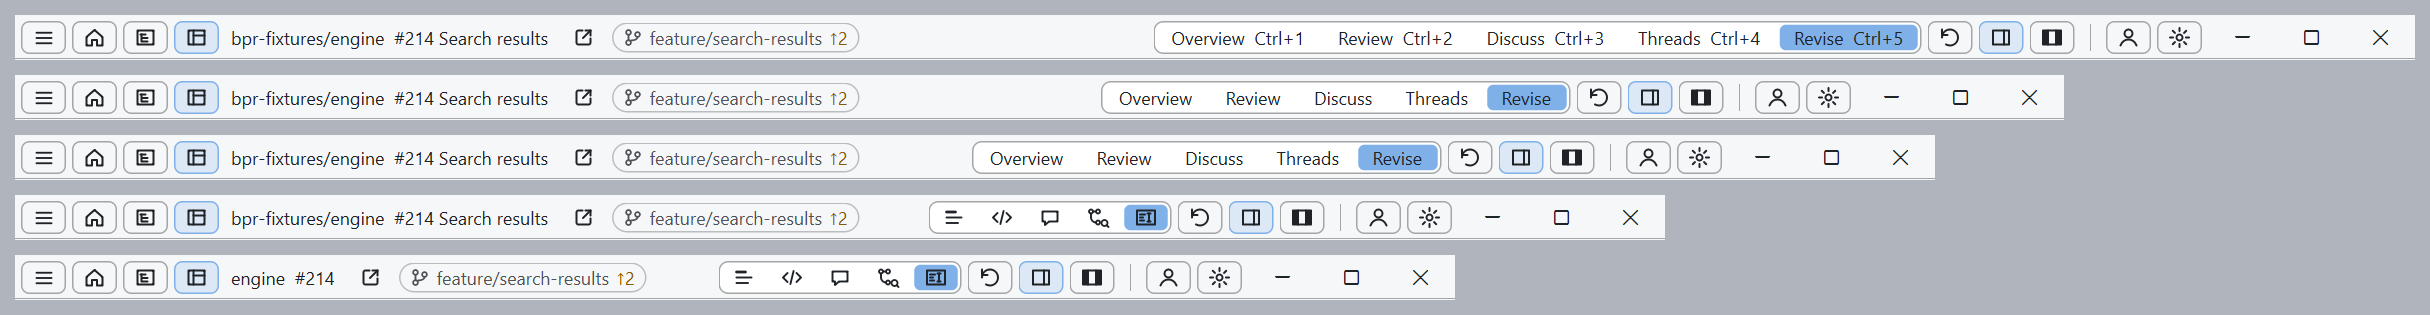 bpr-fixtures/engine #214 Search results feature/search-results ↑2 Overview Ctrl+1 Review Ctrl+2 Discuss Ctrl+3 Threads Ctrl+4 Revise Ctrl+5
bpr-fixtures/engine #214 Search results feature/search-results ↑2 Overview Review Discuss Threads Revise
bpr-fixtures/engine #214 Search results feature/search-results ↑2 Overview Review Discuss Threads Revise
bpr-fixtures/engine #214 Search results feature/search-results ↑2
engine #214 feature/search-results ↑2